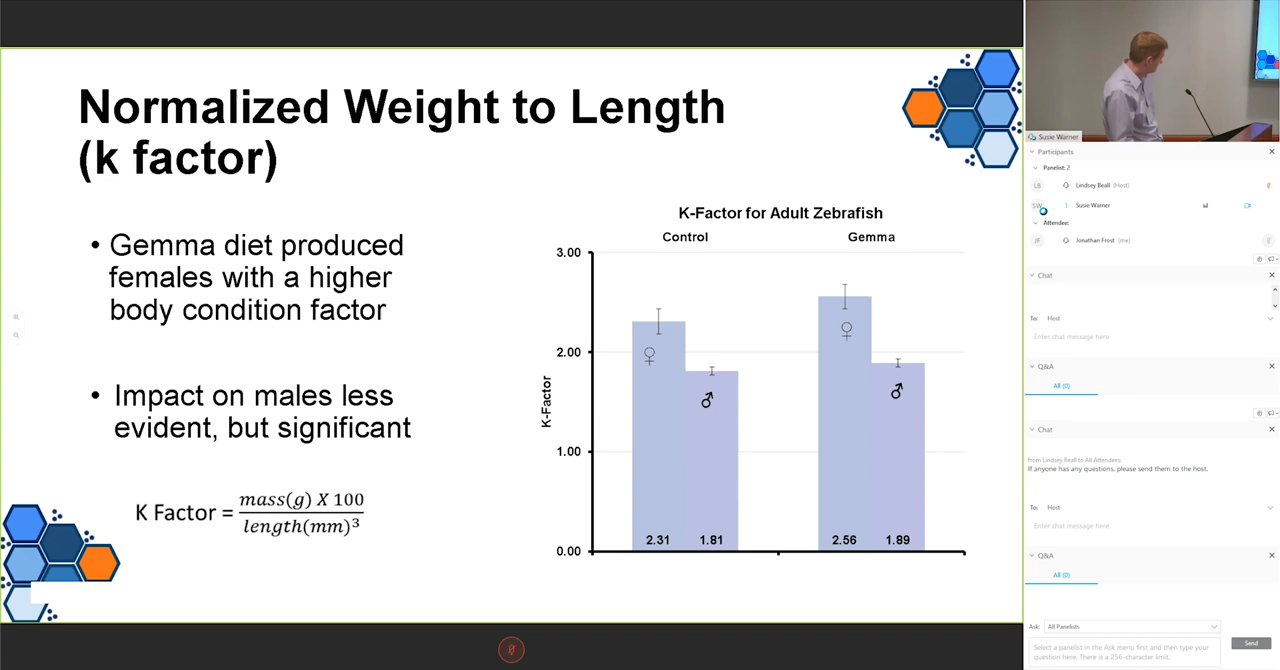 Normalized Weight to Length
(k factor)
• Gemma diet produced
females with a higher
body condition factor
• Impact on males less
evident, but significant
K Factor = mass(g) X 100
length(mm)³
K-Factor for Adult Zebrafish
Control
Gemma
3.00
2.00
1.00
0.00
K-Factor
♀
♂
♀
♂
2.31
1.81
2.56
1.89
Susie Warner
Participants
Panelist: 2
LB
Lindsey Beall (Host)
SW
Susie Warner
Attendee:
JF
Jonathan Frost (me)
Chat
To:
Host
Enter chat message here
Q&A
All (0)
Chat
from Lindsey Beall to All Attendees:
If anyone has any questions, please send them to the host.
To:
Host
Enter chat message here
Q&A
All (0)
Ask:
All Panelists
Select a panelist in the Ask menu first and then type your
question here. There is a 256-character limit.
Send